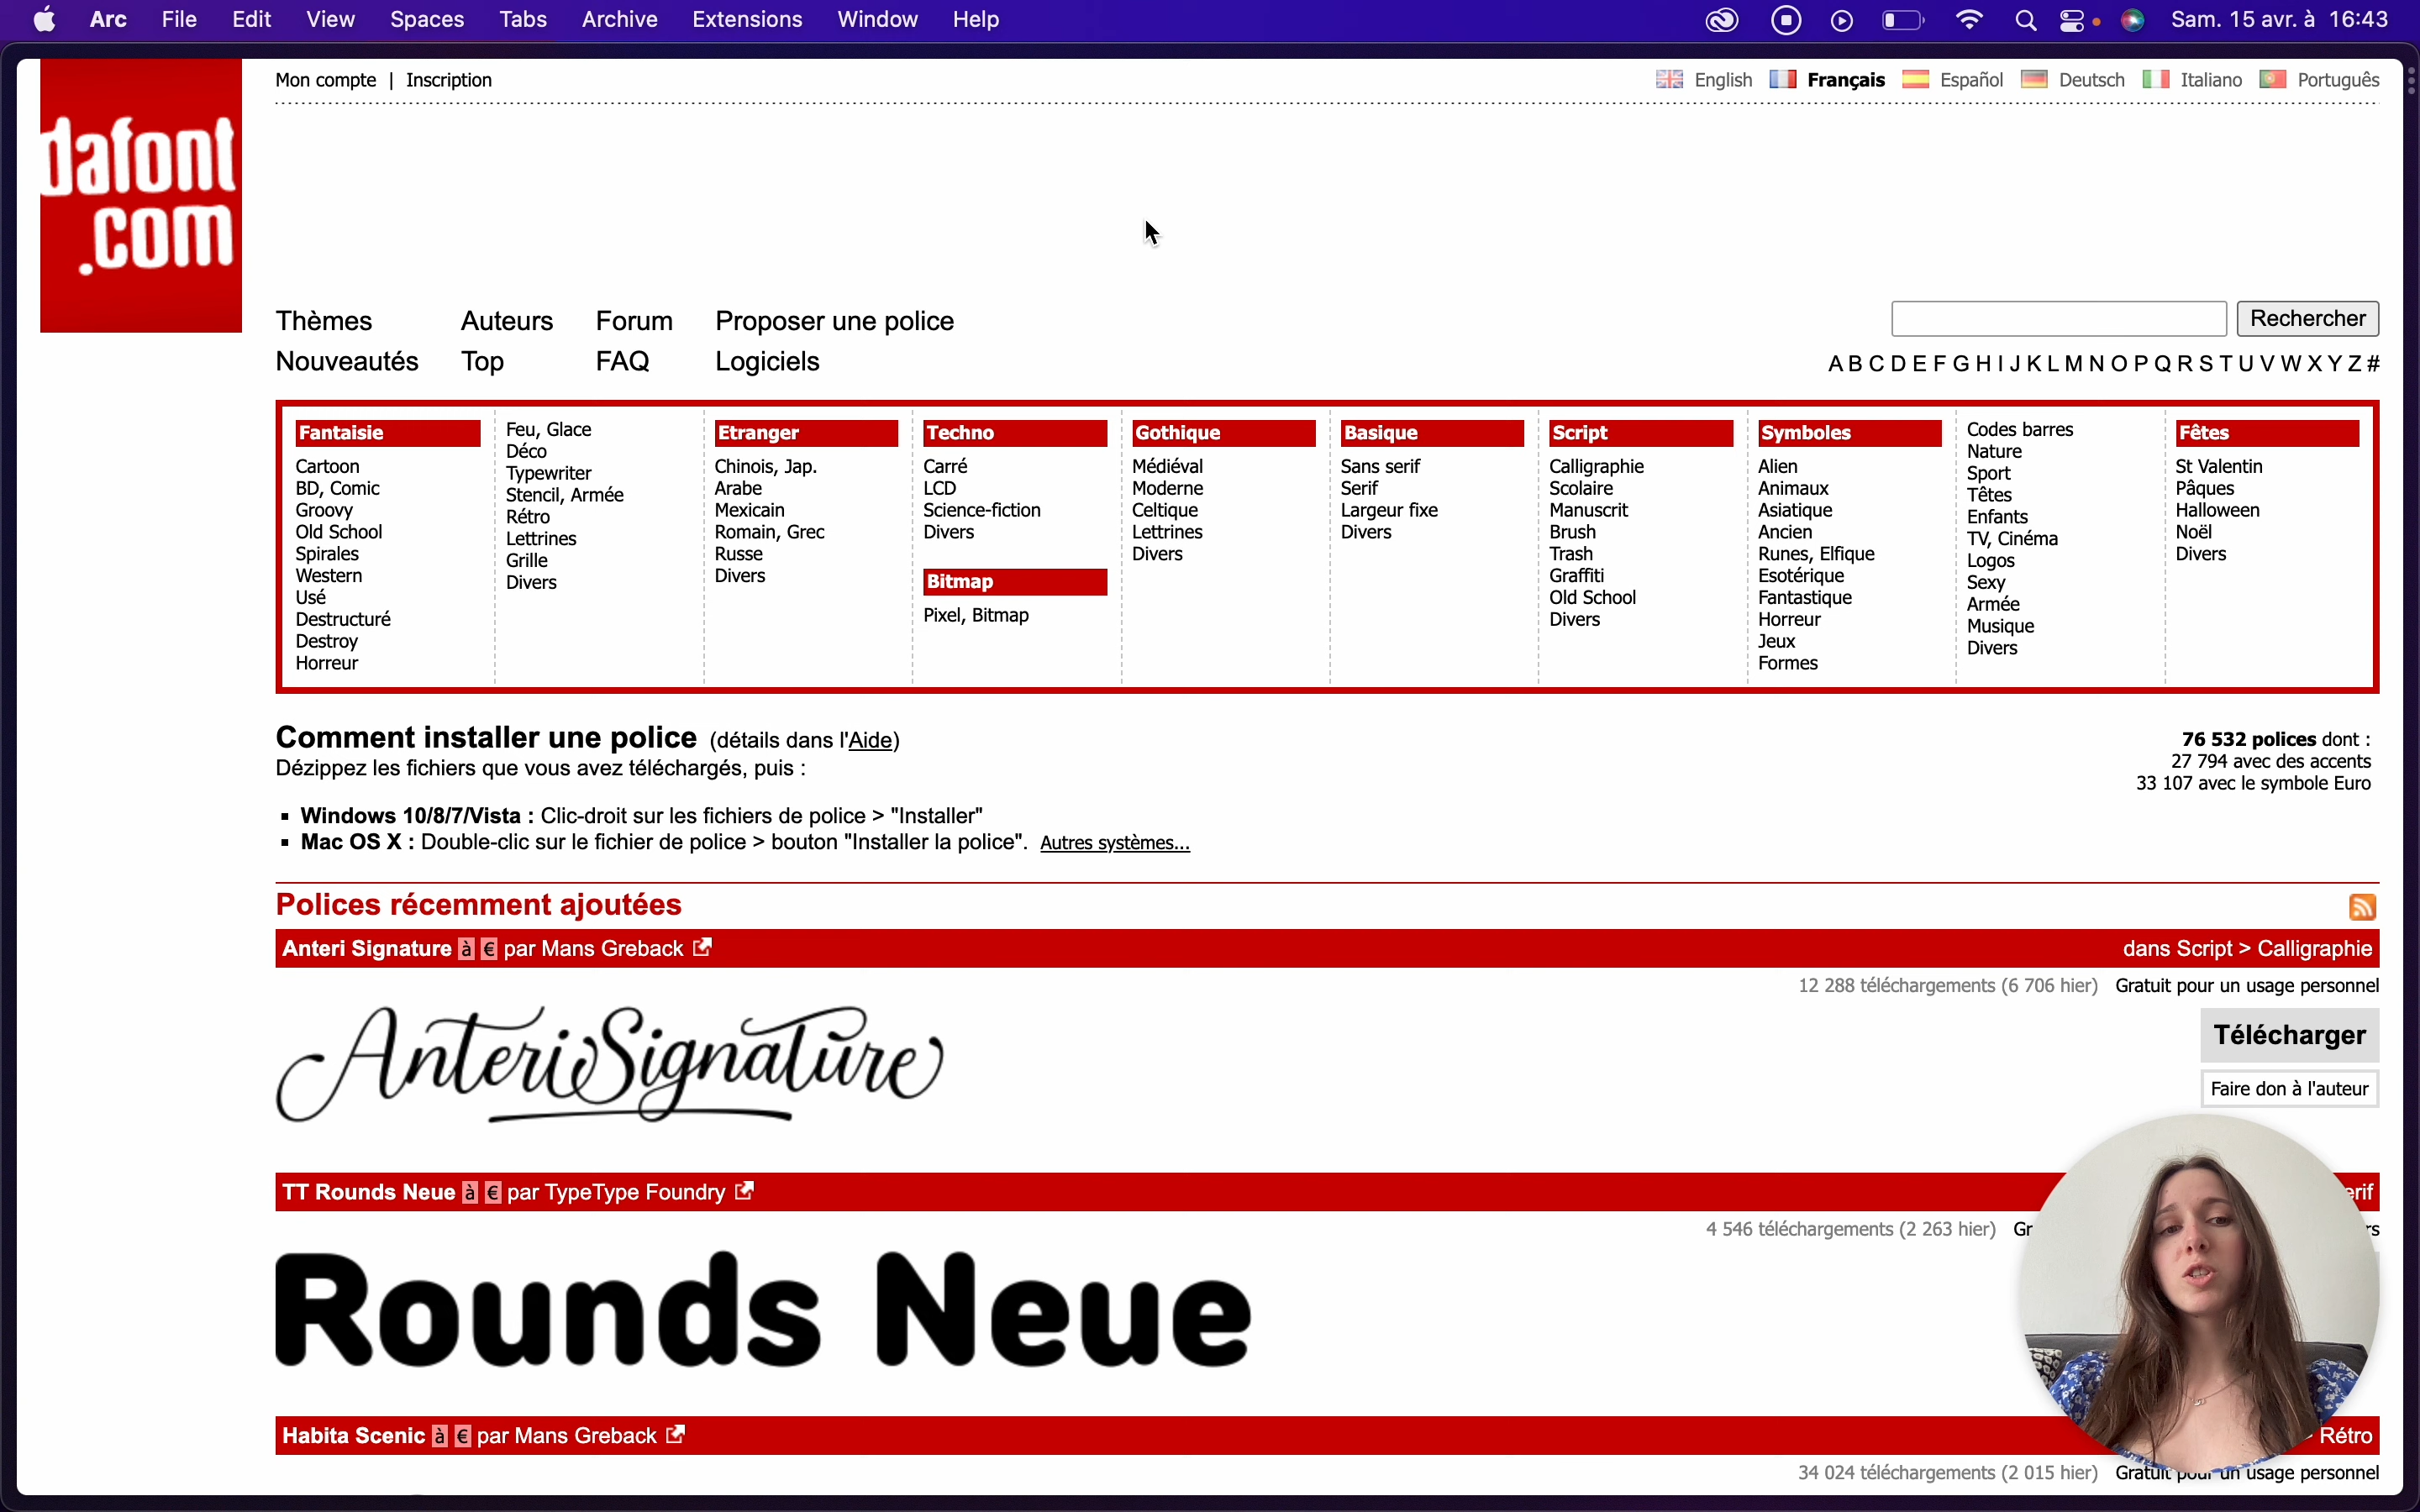 Arc File Edit View Spaces Tabs Archive Extensions Window Help Sam. 15 avr. à 16:43
dafont
.com
Mon compte | Inscription
English Français Español Deutsch Italiano Português
Thèmes Auteurs Forum Proposer une police
Rechercher
Nouveautés Top FAQ Logiciels
A B C D E F G H I J K L M N O P Q R S T U V W X Y Z #
Fantaisie
Cartoon
BD, Comic
Groovy
Old School
Spirales
Western
Usé
Destructuré
Destroy
Horreur
Feu, Glace
Déco
Typewriter
Stencil, Armée
Rétro
Lettrines
Grille
Divers
Etranger
Chinois, Jap.
Arabe
Mexicain
Romain, Grec
Russe
Divers
Techno
Carré
LCD
Science-fiction
Divers
Bitmap
Pixel, Bitmap
Gothique
Médiéval
Moderne
Celtique
Lettrines
Divers
Basique
Sans serif
Serif
Largeur fixe
Divers
Script
Calligraphie
Scolaire
Manuscrit
Brush
Trash
Graffiti
Old School
Divers
Symboles
Alien
Animaux
Asiatique
Ancien
Runes, Elfique
Esotérique
Fantastique
Horreur
Jeux
Formes
Codes barres
Nature
Sport
Têtes
Enfants
TV, Cinéma
Logos
Sexy
Armée
Musique
Divers
Fêtes
St Valentin
Pâques
Halloween
Noël
Divers
Comment installer une police (détails dans l'Aide)
Dézippez les fichiers que vous avez téléchargés, puis :
▪ Windows 10/8/7/Vista : Clic-droit sur les fichiers de police > "Installer"
▪ Mac OS X : Double-clic sur le fichier de police > bouton "Installer la police". Autres systèmes...
76 532 polices dont :
27 794 avec des accents
33 107 avec le symbole Euro
Polices récemment ajoutées
Anteri Signature à € par Mans Greback dans Script > Calligraphie
12 288 téléchargements (6 706 hier) Gratuit pour un usage personnel
Anteri Signature
Télécharger
Faire don à l'auteur
TT Rounds Neue à € par TypeType Foundry erif
4 546 téléchargements (2 263 hier) Gr rs
Rounds Neue
Habita Scenic à € par Mans Greback > Rétro
34 024 téléchargements (2 015 hier) Gratuit pour un usage personnel